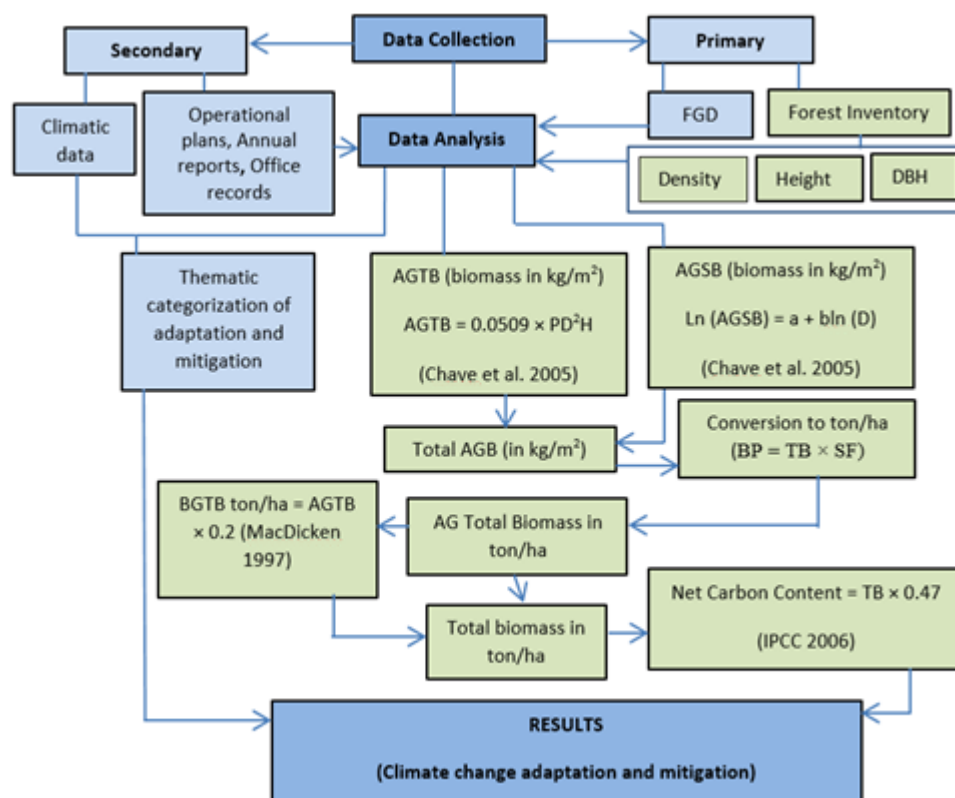 Data Collection
Secondary
Primary
Climatic
data
Operational
plans, Annual
reports, Office
records
Data Analysis
FGD
Forest Inventory
Density
Height
DBH
Thematic
categorization of
adaptation and
mitigation
AGTB (biomass in kg/m²)
AGTB = 0.0509 × PD²H
(Chave et al. 2005)
AGSB (biomass in kg/m²)
Ln (AGSB) = a + bln (D)
(Chave et al. 2005)
Total AGB (in kg/m²)
Conversion to ton/ha
(BP = TB × SF)
BGTB ton/ha = AGTB
× 0.2 (MacDicken
1997)
AG Total Biomass in
ton/ha
Total biomass in
ton/ha
Net Carbon Content = TB × 0.47
(IPCC 2006)
RESULTS
(Climate change adaptation and mitigation)